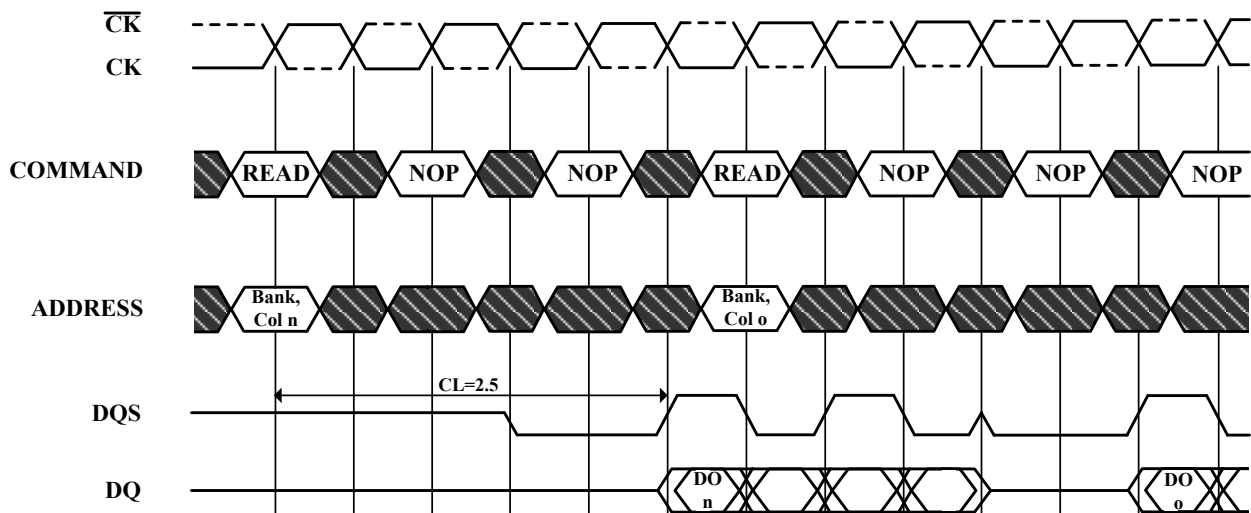 CK
CK
COMMAND
READ NOP NOP READ NOP NOP NOP
ADDRESS
Bank,
Col n
Bank,
Col o
CL=2.5
DQS
DQ
DO
n
DO
o